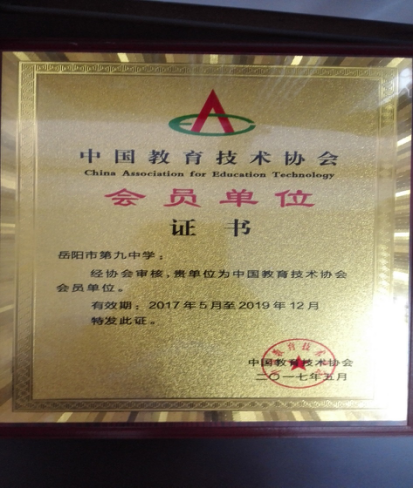 中国教育技术协会
China Association for Education Technology
会员单位
证书
岳阳市第九中学：
经协会审核，贵单位为中国教育技术协会
会员单位。
有效期：2017年5月至2019年12月
特发此证。
中国教育技术协会
二〇一七年五月